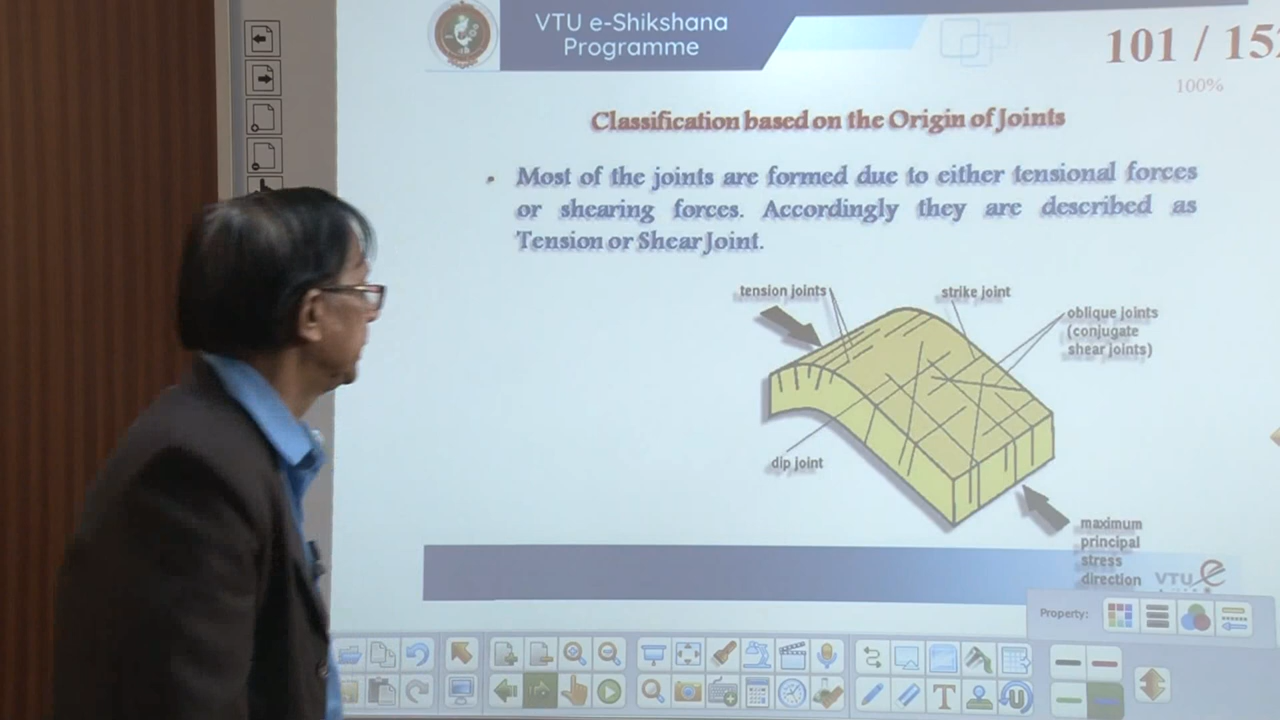 VTU e-Shikshana
Programme
101 / 15
100%
Classification based on the Origin of Joints
Most of the joints are formed due to either tensional forces
or shearing forces. Accordingly they are described as
Tension or Shear Joint.
tension joints
strike joint
oblique joints
(conjugate
shear joints)
dip joint
maximum
principal
stress
direction
VTU e
Property: